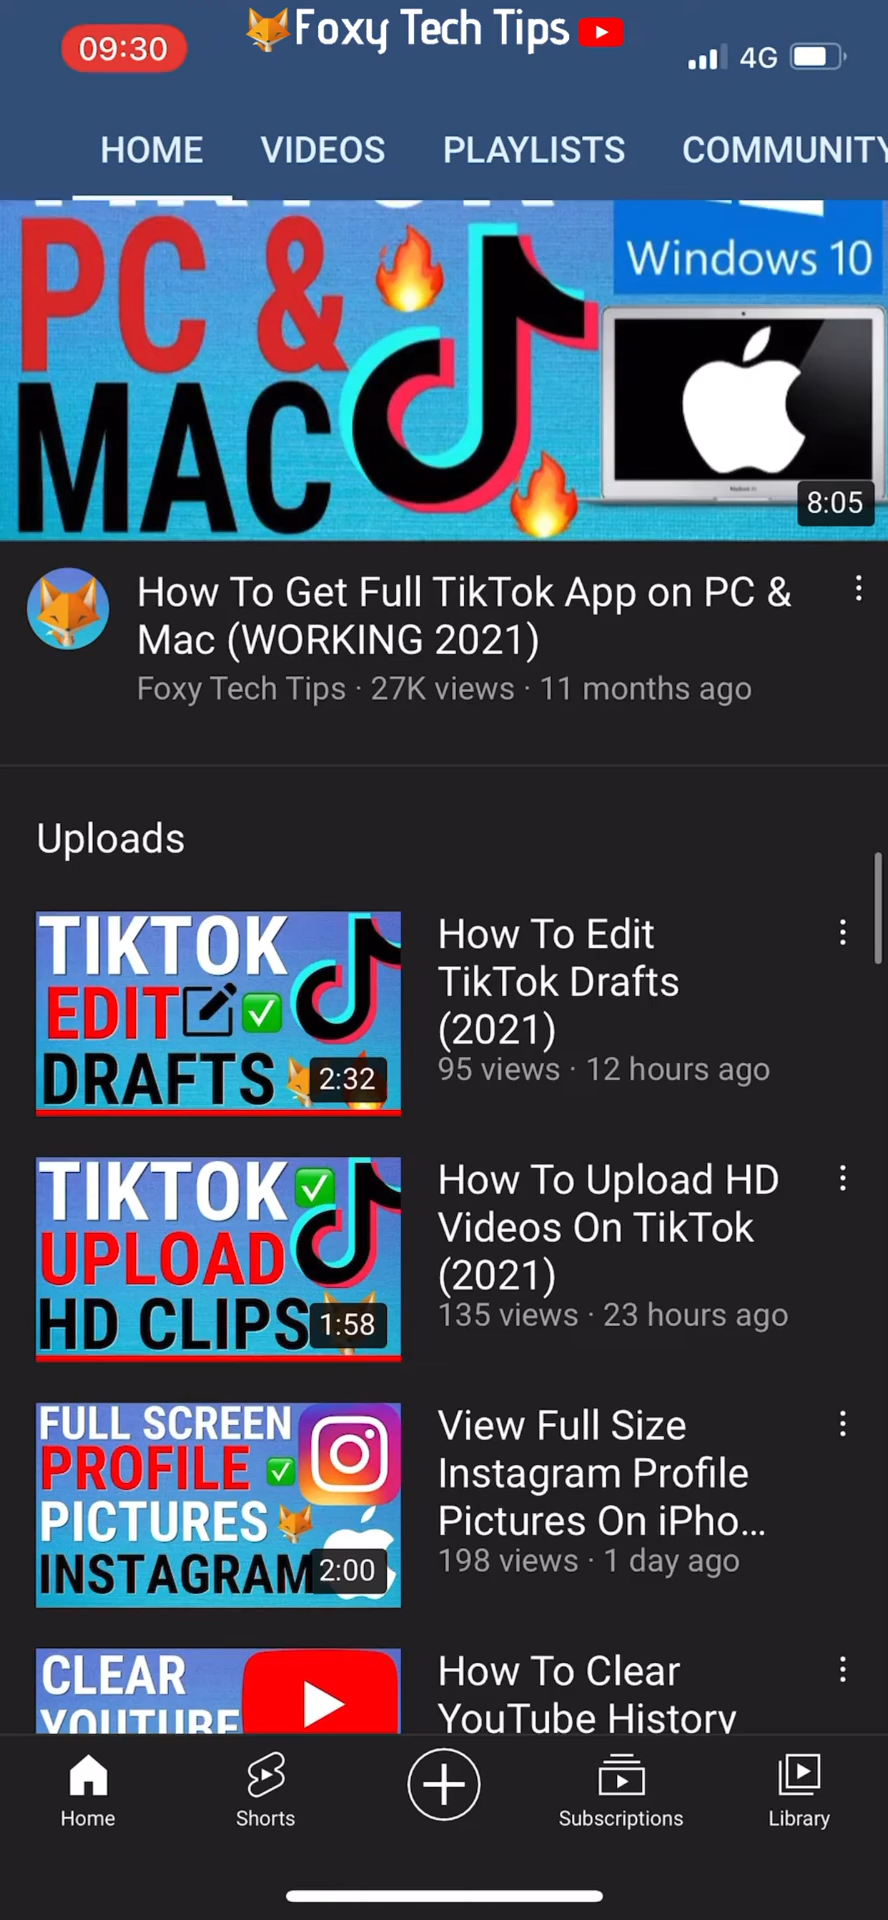 Foxy Tech Tips
09:30
4G
HOME VIDEOS PLAYLISTS COMMUNITY
PC &
MAC
Windows 10
8:05
How To Get Full TikTok App on PC &
Mac (WORKING 2021)
Foxy Tech Tips · 27K views · 11 months ago
Uploads
TIKTOK
EDIT
DRAFTS
2:32
How To Edit
TikTok Drafts
(2021)
95 views · 12 hours ago
TIKTOK
UPLOAD
HD CLIPS
1:58
How To Upload HD
Videos On TikTok
(2021)
135 views · 23 hours ago
FULL SCREEN
PROFILE
PICTURES
INSTAGRAM
2:00
View Full Size
Instagram Profile
Pictures On iPho...
198 views · 1 day ago
CLEAR
YOUTUBE
How To Clear
YouTube History
Home Shorts Subscriptions Library